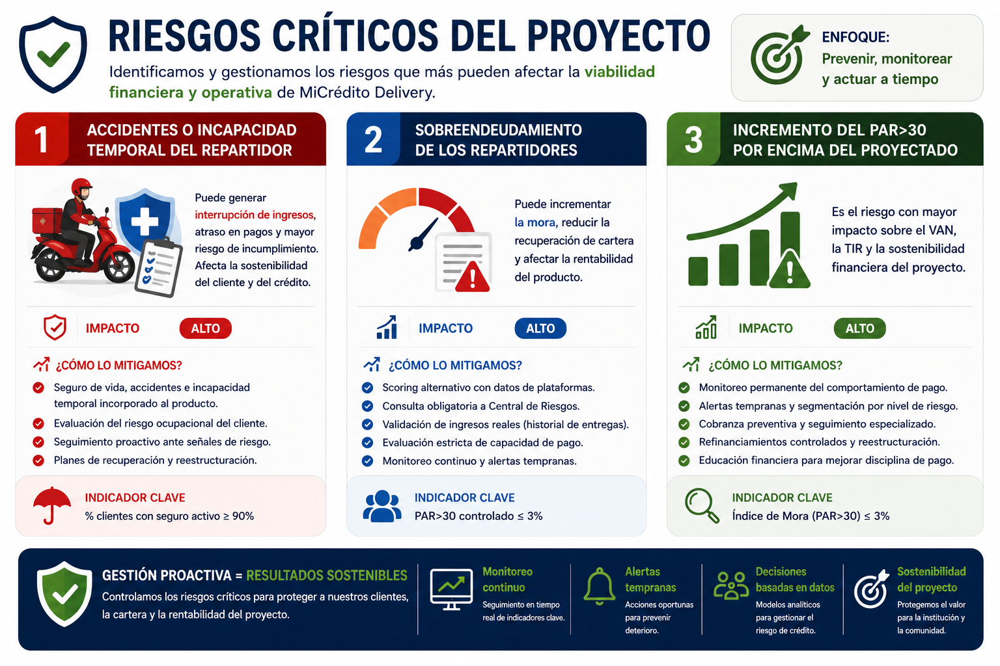 RIESGOS CRÍTICOS DEL PROYECTO
Identificamos y gestionamos los riesgos que más pueden afectar la viabilidad
financiera y operativa de MiCrédito Delivery.
ENFOQUE:
Prevenir, monitorear
y actuar a tiempo
1
ACCIDENTES O INCAPACIDAD
TEMPORAL DEL REPARTIDOR
Puede generar
interrupción de ingresos,
atraso en pagos y mayor
riesgo de incumplimiento.
Afecta la sostenibilidad
del cliente y del crédito.
IMPACTO
ALTO
¿CÓMO LO MITIGAMOS?
Seguro de vida, accidentes e incapacidad
temporal incorporado al producto.
Evaluación del riesgo ocupacional del cliente.
Seguimiento proactivo ante señales de riesgo.
Planes de recuperación y reestructuración.
INDICADOR CLAVE
% clientes con seguro activo ≥ 90%
2
SOBREENDEUDAMIENTO
DE LOS REPARTIDORES
Puede incrementar
la mora, reducir la
recuperación de cartera
y afectar la rentabilidad
del producto.
IMPACTO
ALTO
¿CÓMO LO MITIGAMOS?
Scoring alternativo con datos de plataformas.
Consulta obligatoria a Central de Riesgos.
Validación de ingresos reales (historial de entregas).
Evaluación estricta de capacidad de pago.
Monitoreo continuo y alertas tempranas.
INDICADOR CLAVE
PAR>30 controlado ≤ 3%
3
INCREMENTO DEL PAR>30
POR ENCIMA DEL PROYECTADO
Es el riesgo con mayor
impacto sobre el VAN,
la TIR y la sostenibilidad
financiera del proyecto.
IMPACTO
ALTO
¿CÓMO LO MITIGAMOS?
Monitoreo permanente del comportamiento de pago.
Alertas tempranas y segmentación por nivel de riesgo.
Cobranza preventiva y seguimiento especializado.
Refinanciamientos controlados y reestructuración.
Educación financiera para mejorar disciplina de pago.
INDICADOR CLAVE
Índice de Mora (PAR>30) ≤ 3%
GESTIÓN PROACTIVA = RESULTADOS SOSTENIBLES
Controlamos los riesgos críticos para proteger a nuestros clientes,
la cartera y la rentabilidad del proyecto.
Monitoreo
continuo
Seguimiento en tiempo
real de indicadores clave.
Alertas
tempranas
Acciones oportunas
para prevenir
deterioro.
Decisiones
basadas en datos
Modelos analíticos
para gestionar el
riesgo de crédito.
Sostenibilidad
del proyecto
Protegemos el valor
para la institución y
la comunidad.